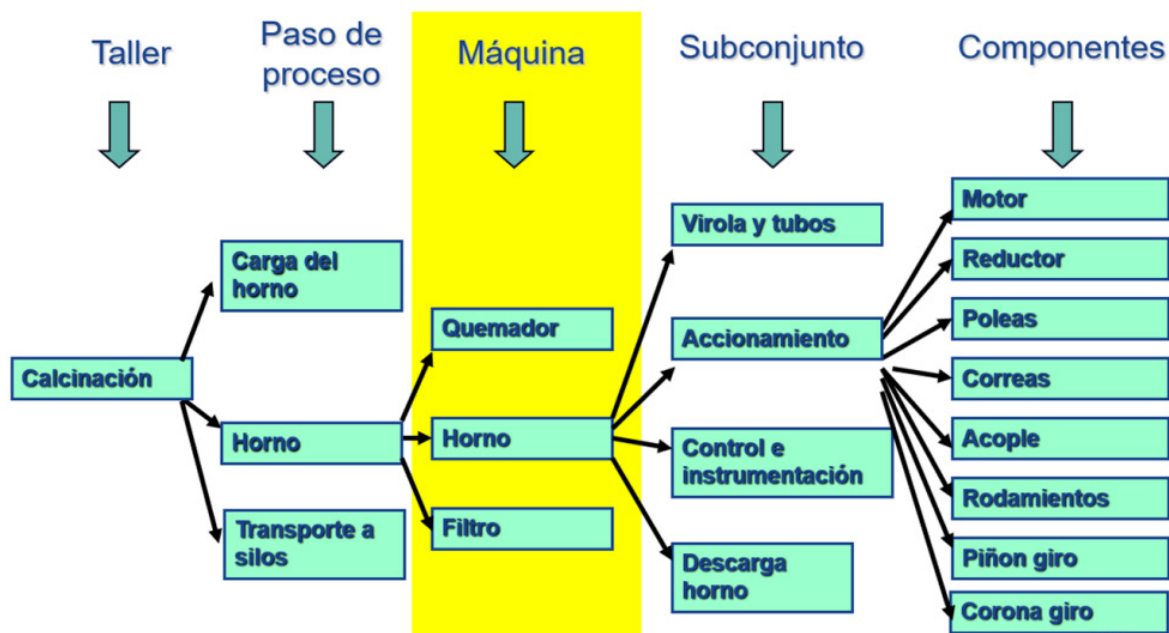 Taller
Paso de
proceso
Máquina
Subconjunto
Componentes
Calcinación
Carga del
horno
Horno
Transporte a
silos
Quemador
Horno
Filtro
Virola y tubos
Accionamiento
Control e
instrumentación
Descarga
horno
Motor
Reductor
Poleas
Correas
Acople
Rodamientos
Piñon giro
Corona giro